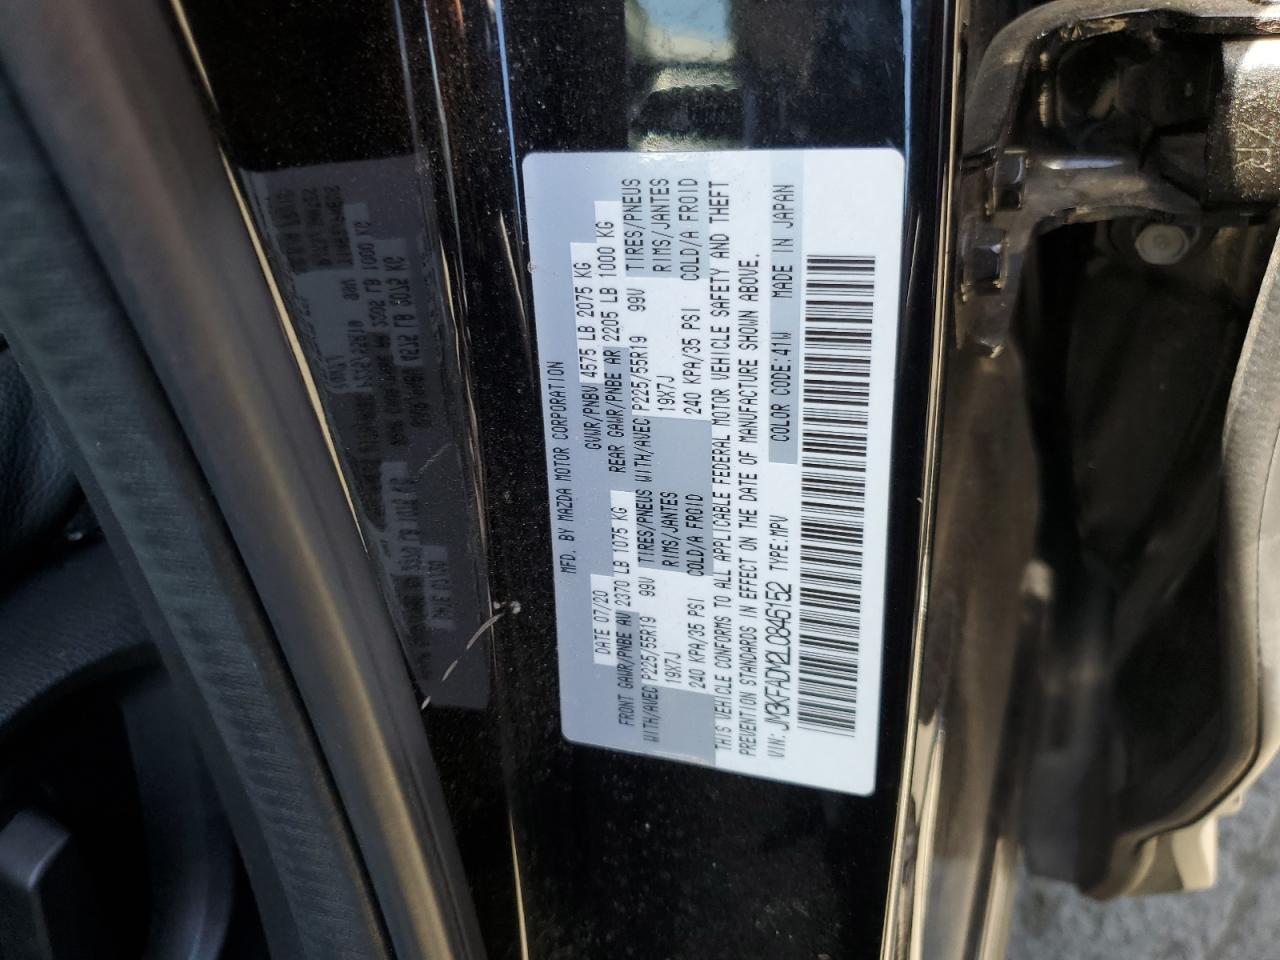 MFD. BY MAZDA MOTOR CORPORATION
DATE 07/20 GVWR/PNBV 4575 LB 2075 KG
FRONT GAWR/PNBE AV 2370 LB 1075 KG REAR GAWR/PNBE AR 2205 LB 1000 KG
WITH/AVEC P225/55R19 99V TIRES/PNEUS WITH/AVEC P225/55R19 99V TIRES/PNEUS
19X7J RIMS/JANTES 19X7J RIMS/JANTES
240 KPA/35 PSI COLD/A FROID 240 KPA/35 PSI COLD/A FROID
THIS VEHICLE CONFORMS TO ALL APPLICABLE FEDERAL MOTOR VEHICLE SAFETY AND THEFT
PREVENTION STANDARDS IN EFFECT ON THE DATE OF MANUFACTURE SHOWN ABOVE.
VIN: JM3KFADM2L0846152 TYPE:MPV COLOR CODE:41W MADE IN JAPAN